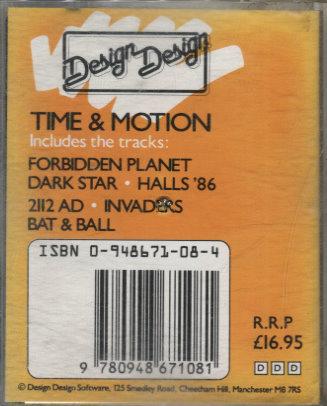 Design Design
TIME & MOTION
Includes the tracks:
FORBIDDEN PLANET
DARK STAR • HALLS '86
2112 AD • INVADERS
BAT & BALL
ISBN 0-948671-08-4
9 780948 671081
R.R.P
£16.95
DDD
© Design Design Software, 125 Smedley Road, Cheetham Hill, Manchester M8 7RS